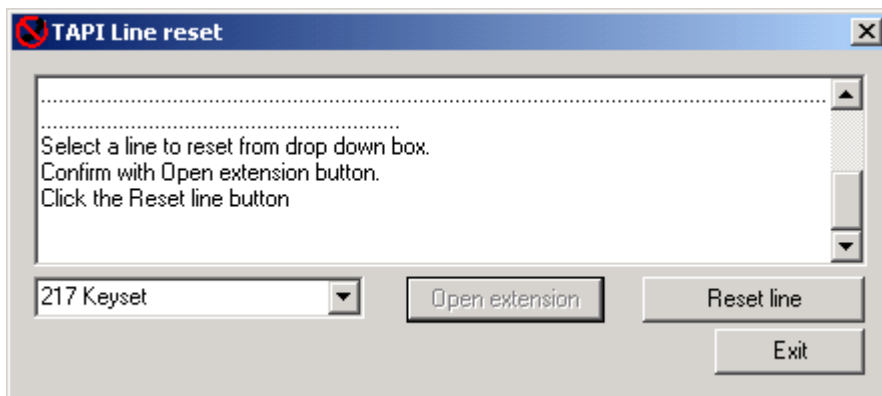 TAPI Line reset
....................................................................................................................................
............................................................
Select a line to reset from drop down box.
Confirm with Open extension button.
Click the Reset line button
217 Keyset
Open extension
Reset line
Exit